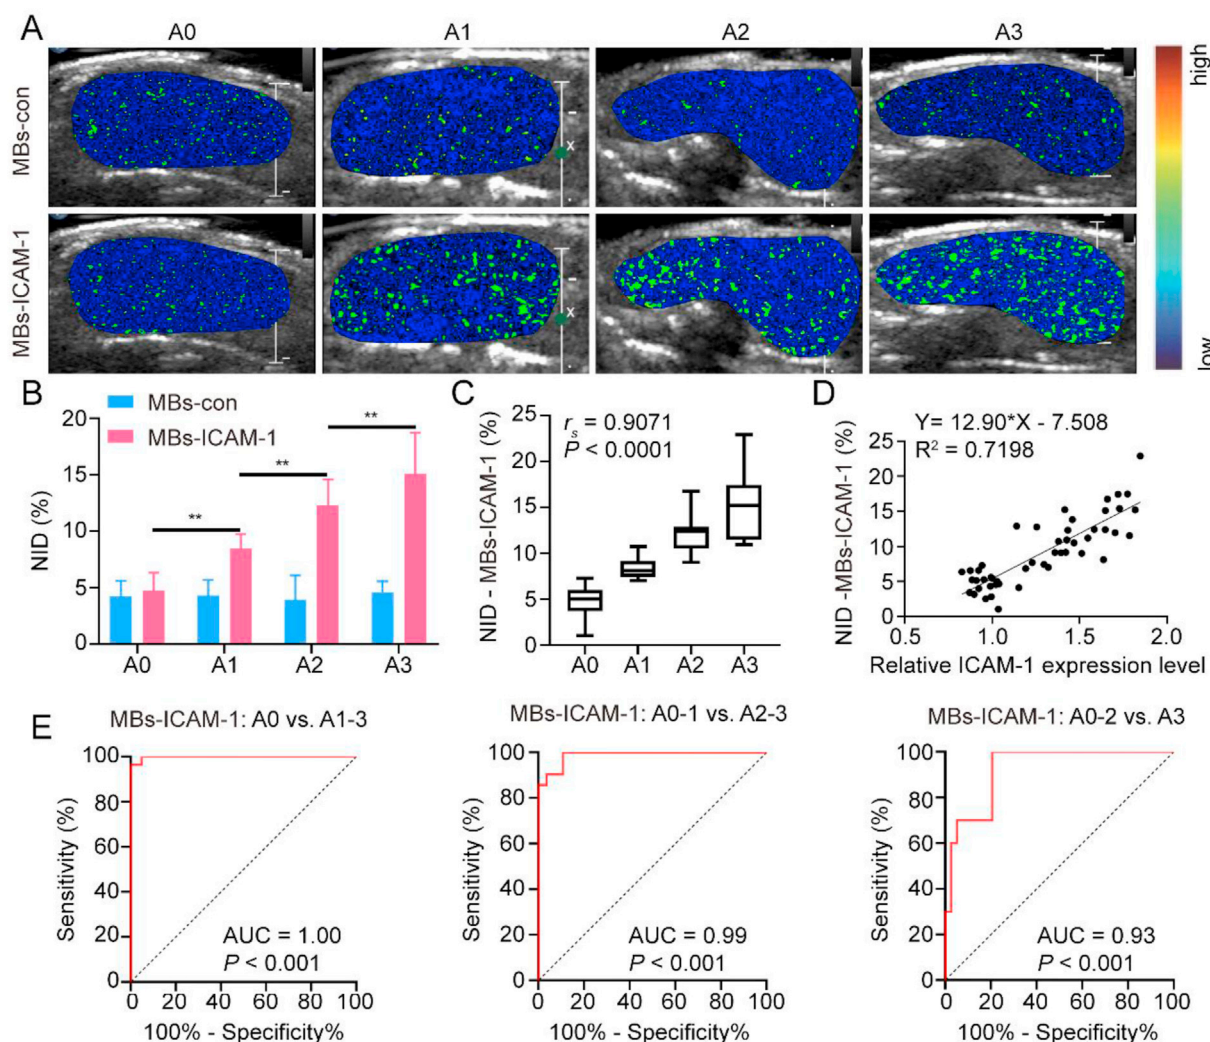 A
A0
A1
A2
A3
MBs-con
MBs-ICAM-1
high
low
X
X
B
MBs-con
MBs-ICAM-1
NID (%)
20
15
10
5
0
**
**
**
A0
A1
A2
A3
C
rs = 0.9071
P < 0.0001
NID - MBs-ICAM-1 (%)
25
20
15
10
5
0
A0
A1
A2
A3
D
Y= 12.90*X - 7.508
R² = 0.7198
NID -MBs-ICAM-1 (%)
25
20
15
10
5
0
0.5
1.0
1.5
2.0
Relative ICAM-1 expression level
E
MBs-ICAM-1: A0 vs. A1-3
Sensitivity (%)
100
80
60
40
20
0
AUC = 1.00
P < 0.001
0 20 40 60 80 100
100% - Specificity%
MBs-ICAM-1: A0-1 vs. A2-3
Sensitivity (%)
100
80
60
40
20
0
AUC = 0.99
P < 0.001
0 20 40 60 80 100
100% - Specificity%
MBs-ICAM-1: A0-2 vs. A3
Sensitivity (%)
100
80
60
40
20
0
AUC = 0.93
P < 0.001
0 20 40 60 80 100
100% - Specificity%